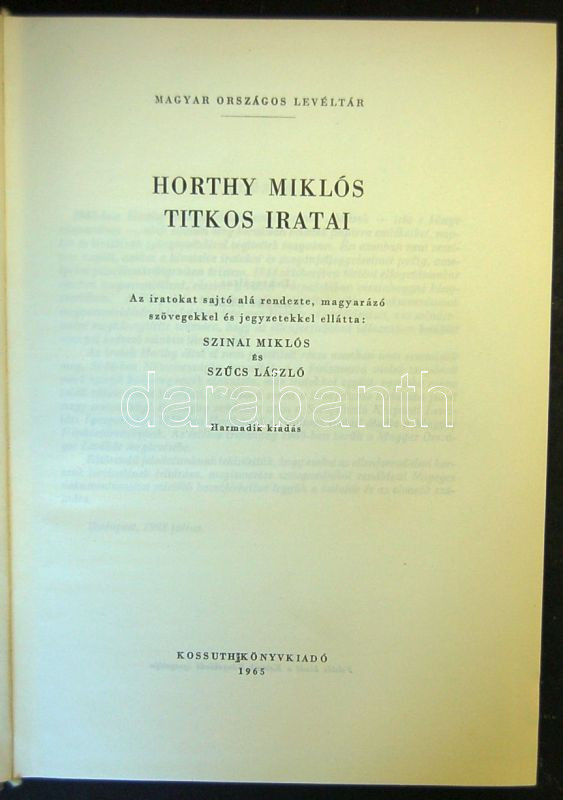 MAGYAR ORSZÁGOS LEVÉLTÁR
HORTHY MIKLÓS
TITKOS IRATAI
Az iratokat sajtó alá rendezte, magyarázó
szövegekkel és jegyzetekkel ellátta:
SZINAI MIKLÓS
ÉS
SZŰCS LÁSZLÓ
darabanth
Harmadik kiadás
KOSSUTH KÖNYVKIADÓ
1965